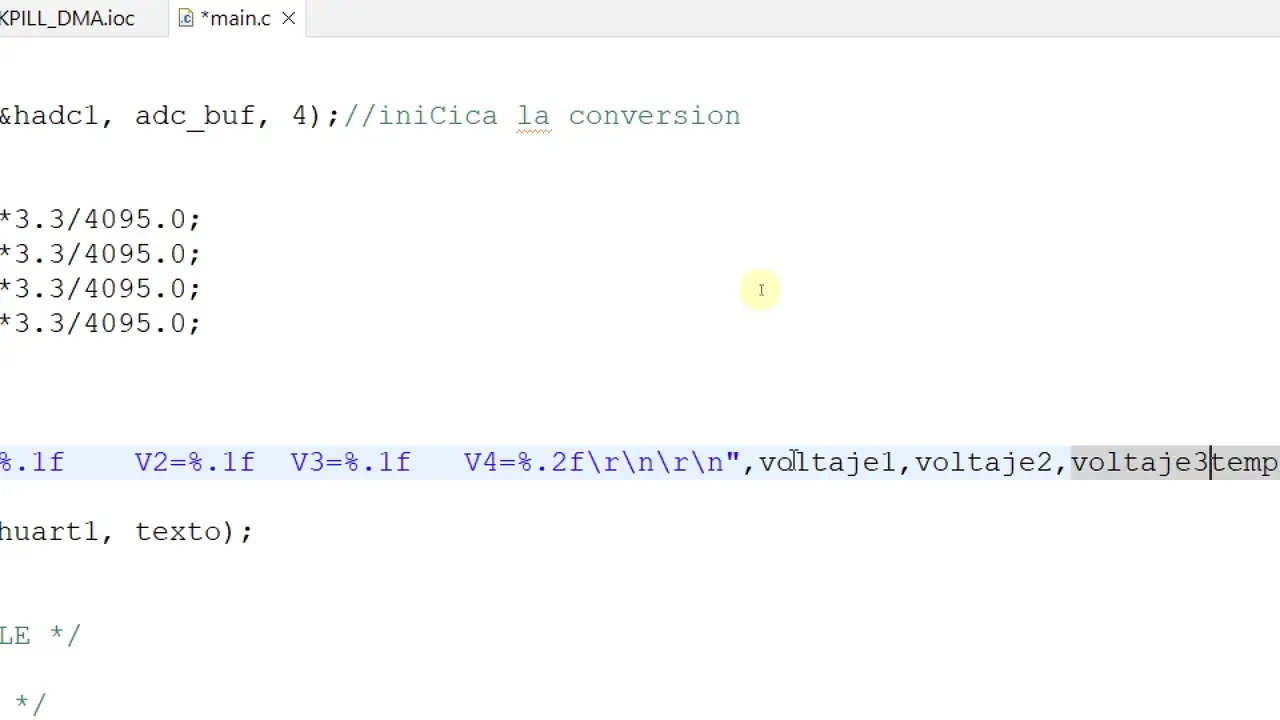 KPILL_DMA.ioc
*main.c
&hadc1, adc_buf, 4);//iniCica la conversion
*3.3/4095.0;
*3.3/4095.0;
*3.3/4095.0;
*3.3/4095.0;
%.1f    V2=%.1f  V3=%.1f   V4=%.2f\r\n\r\n",voltaje1,voltaje2,voltaje3temp
huart1, texto);
LE */
*/